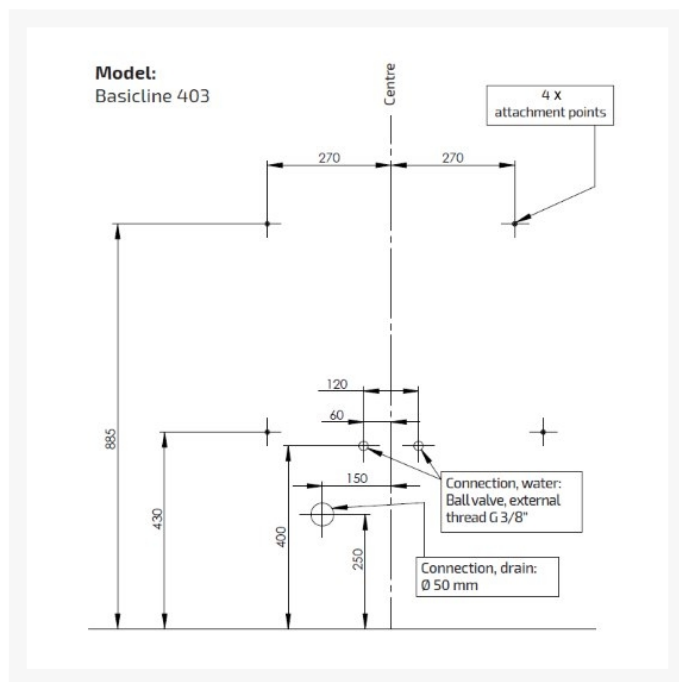 Model:
Basicline 403
Centre
4 X
attachment points
270
270
120
60
885
430
400
150
250
Connection, water:
Ball valve, external
thread G 3/8"
Connection, drain:
Ø 50 mm